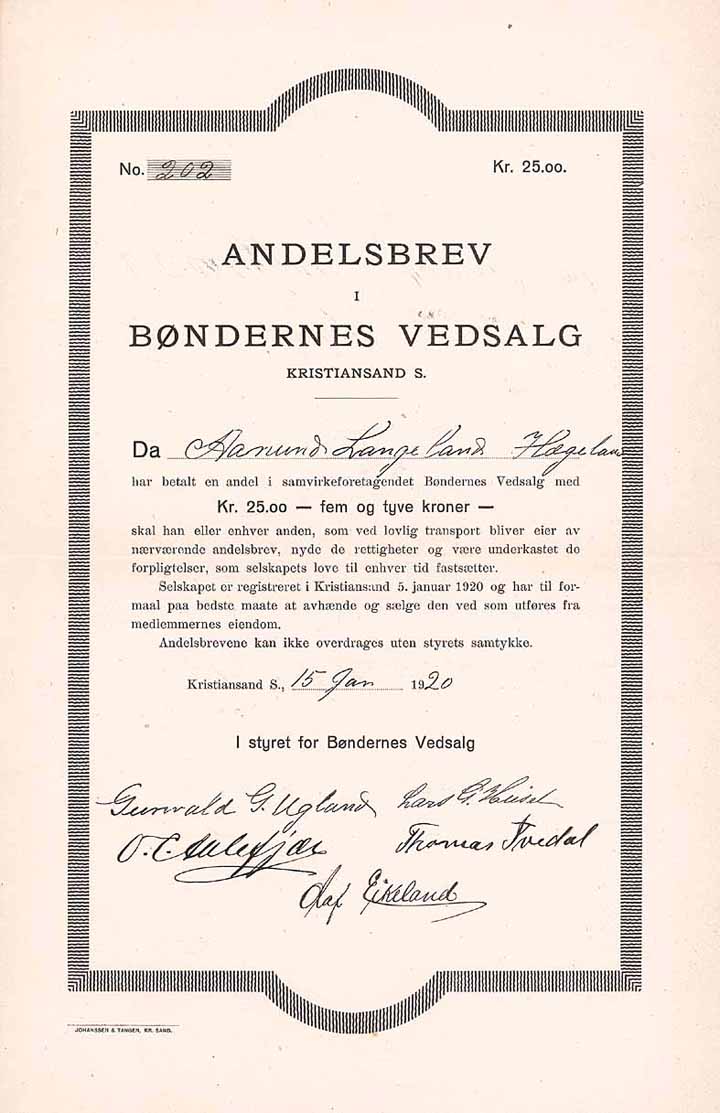 No. 202 Kr. 25.00.
ANDELSBREV
I
BØNDERNES VEDSALG
KRISTIANSAND S.
Da Aanund Langeland Hægeland
har betalt en andel i samvirkeforetagendet Bøndernes Vedsalg med
Kr. 25.00 — fem og tyve kroner —
skal han eller enhver anden, som ved lovlig transport bliver eier av
nærværende andelsbrev, nyde de rettigheter og være underkastet de
forpligtelser, som selskapets love til enhver tid fastsætter.
Selskapet er registreret i Kristiansand 5. januar 1920 og har til for-
maal paa bedste maate at avhænde og sælge den ved som utføres fra
medlemmernes eiendom.
Andelsbrevene kan ikke overdrages uten styrets samtykke.
Kristiansand S., 15 Jan 1920
I styret for Bøndernes Vedsalg
Gunvald G. Ugland Lars G.
O. C. Thomas Tvedal
Olaf Eikeland
JOHANSSEN & TANGEN, KR. SAND.